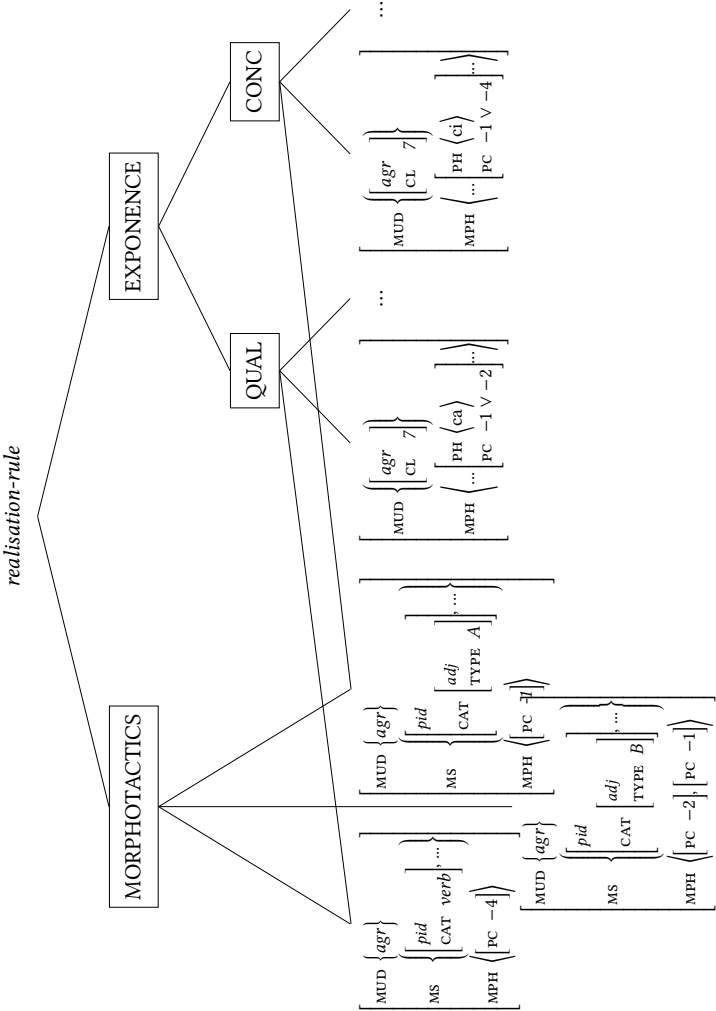 realisation-rule
MORPHOTACTICS
EXPONENCE
QUAL
CONC
MUD {agr}
MS {[pid
CAT verb], ...}
MPH ⟨[PC −4]⟩
MUD {agr}
MS {[pid
CAT [adj
TYPE B]], ...}
MPH ⟨[PC −2], [PC −1]⟩
MUD {agr}
MS {[pid
CAT [adj
TYPE A]], ...}
MPH ⟨[PC −1]⟩
MUD {[agr
CL 7]}
MPH ⟨... [PH ⟨ca⟩
PC −1 ∨ −2] ...⟩
...
MUD {[agr
CL 7]}
MPH ⟨... [PH ⟨ci⟩
PC −1 ∨ −4] ...⟩
...